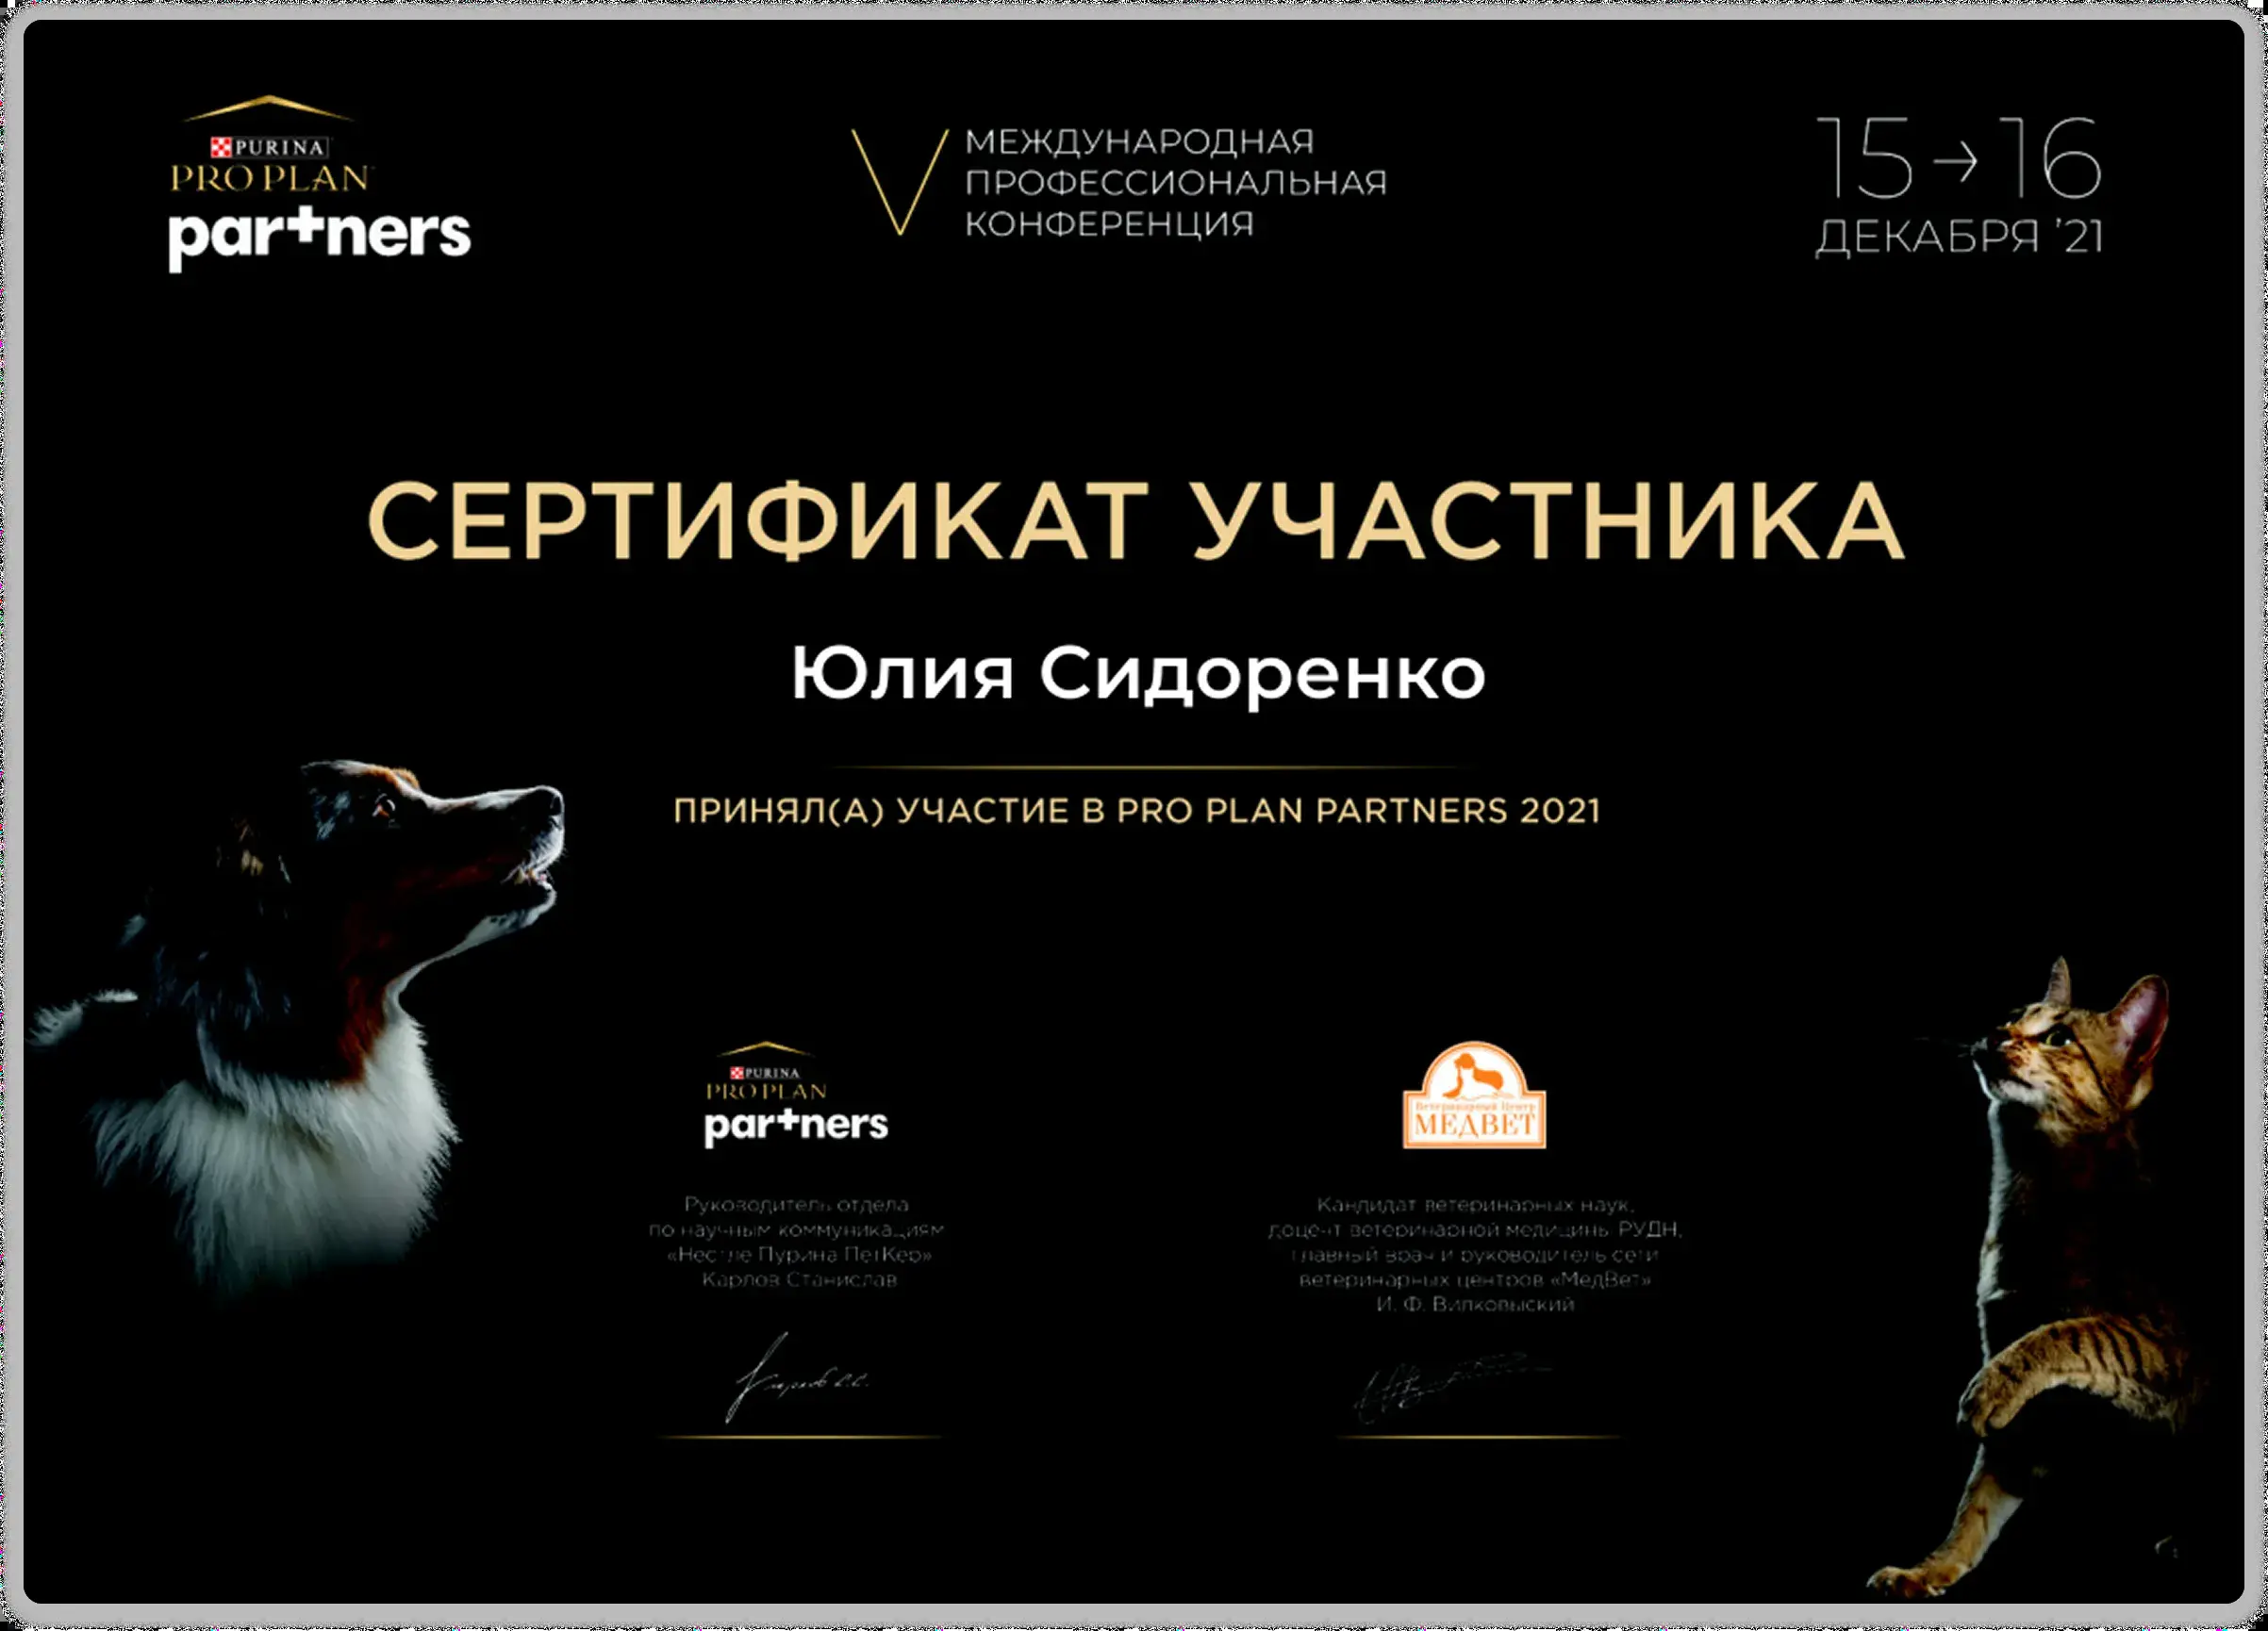 PURINA
PRO PLAN
partners
V МЕЖДУНАРОДНАЯ
ПРОФЕССИОНАЛЬНАЯ
КОНФЕРЕНЦИЯ
15→16
ДЕКАБРЯ '21
СЕРТИФИКАТ УЧАСТНИКА
Юлия Сидоренко
ПРИНЯЛ(А) УЧАСТИЕ В PRO PLAN PARTNERS 2021
PURINA
PRO PLAN
partners
Руководитель отдела
по научным коммуникациям
«Нестле Пурина ПетКер»
Карлов Станислав
Ветеринарный Центр
МЕДВЕТ
Кандидат ветеринарных наук,
доцент ветеринарной медицины РУДН,
главный врач и руководитель сети
ветеринарных центров «МедВет»
И. Ф. Вилковыский